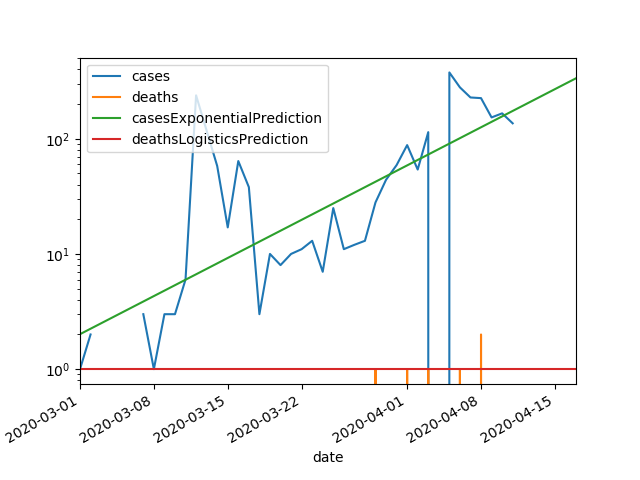 cases
deaths
casesExponentialPrediction
deathsLogisticsPrediction
10²
10¹
10⁰
2020-03-01
2020-03-08
2020-03-15
2020-03-22
2020-04-01
2020-04-08
2020-04-15
date